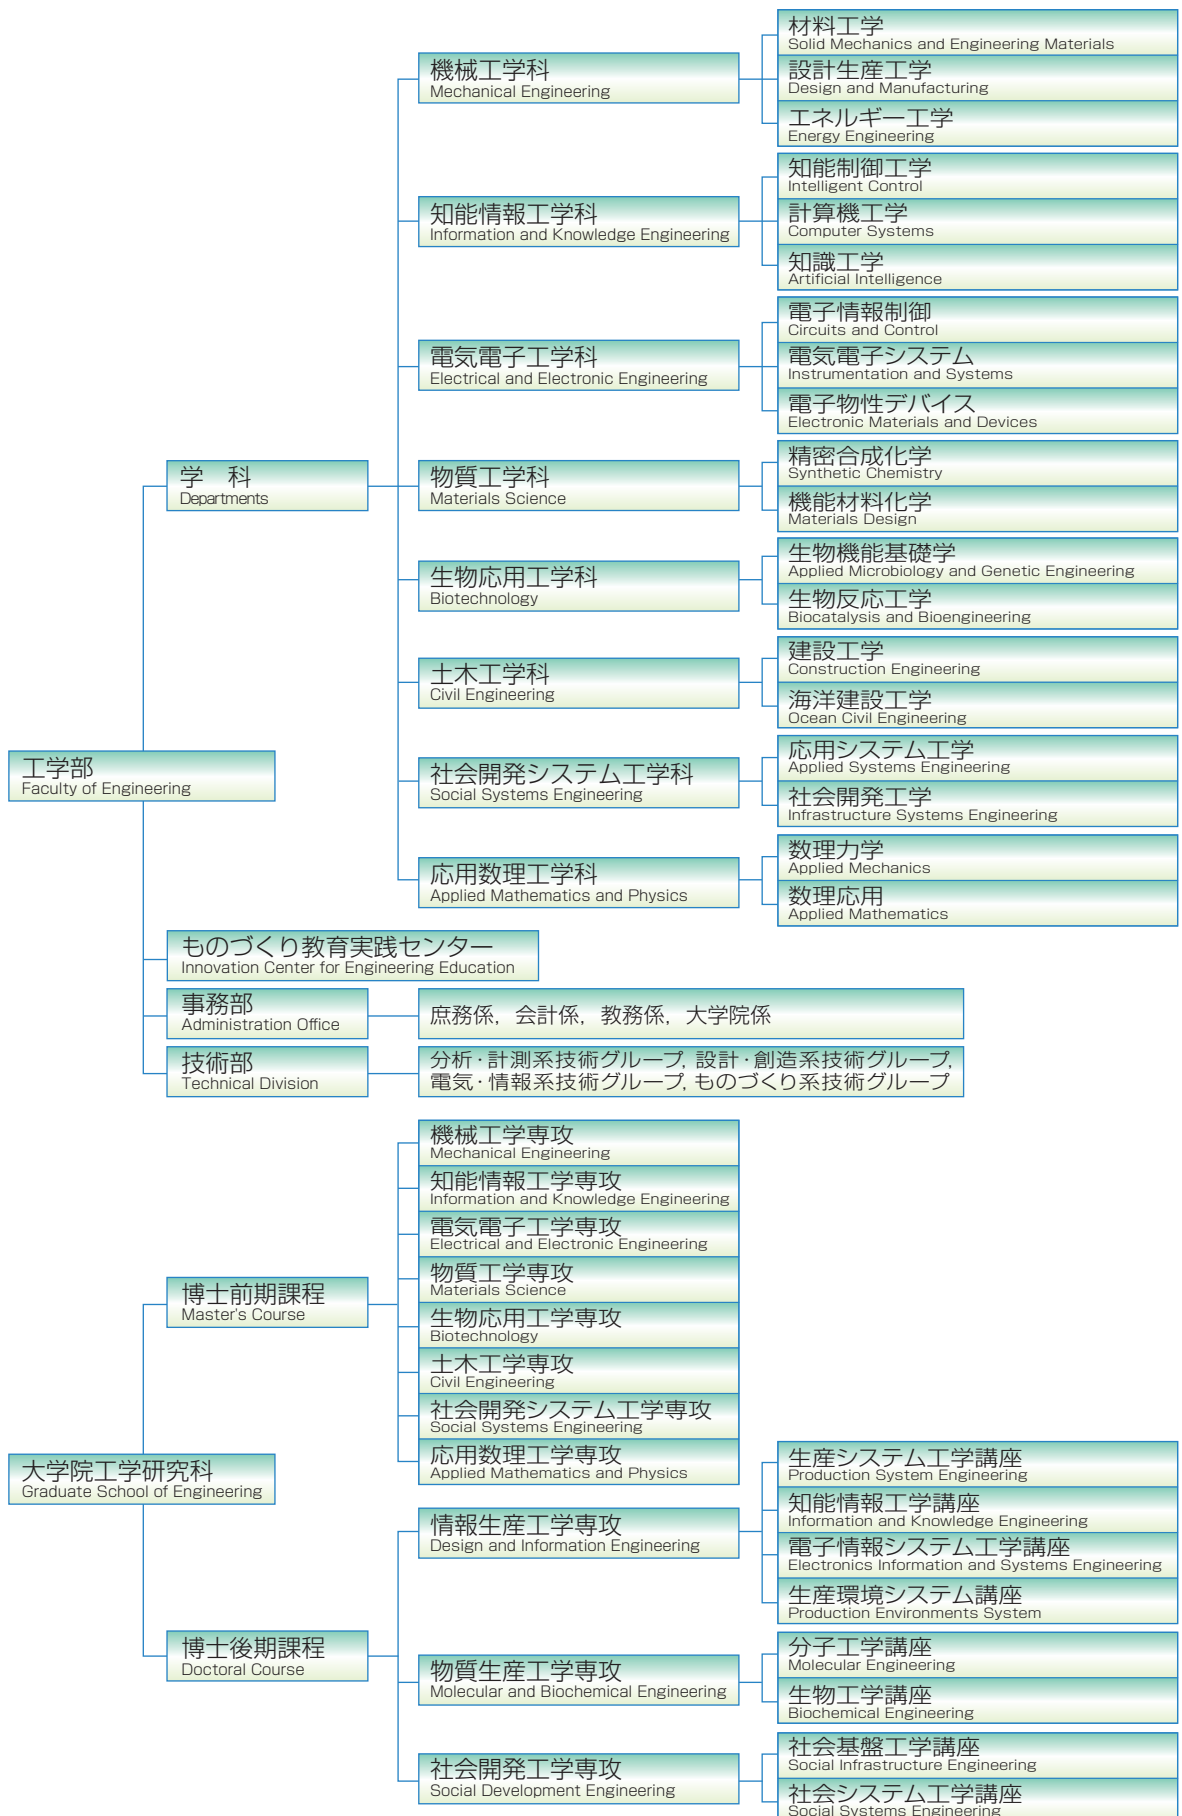 工学部
Faculty of Engineering
学　科
Departments
機械工学科
Mechanical Engineering
材料工学
Solid Mechanics and Engineering Materials
設計生産工学
Design and Manufacturing
エネルギー工学
Energy Engineering
知能情報工学科
Information and Knowledge Engineering
知能制御工学
Intelligent Control
計算機工学
Computer Systems
知識工学
Artificial Intelligence
電気電子工学科
Electrical and Electronic Engineering
電子情報制御
Circuits and Control
電気電子システム
Instrumentation and Systems
電子物性デバイス
Electronic Materials and Devices
物質工学科
Materials Science
精密合成化学
Synthetic Chemistry
機能材料化学
Materials Design
生物応用工学科
Biotechnology
生物機能基礎学
Applied Microbiology and Genetic Engineering
生物反応工学
Biocatalysis and Bioengineering
土木工学科
Civil Engineering
建設工学
Construction Engineering
海洋建設工学
Ocean Civil Engineering
社会開発システム工学科
Social Systems Engineering
応用システム工学
Applied Systems Engineering
社会開発工学
Infrastructure Systems Engineering
応用数理工学科
Applied Mathematics and Physics
数理力学
Applied Mechanics
数理応用
Applied Mathematics
ものづくり教育実践センター
Innovation Center for Engineering Education
事務部
Administration Office
庶務係，会計係，教務係，大学院係
技術部
Technical Division
分析・計測系技術グループ，設計・創造系技術グループ，
電気・情報系技術グループ，ものづくり系技術グループ
大学院工学研究科
Graduate School of Engineering
博士前期課程
Master's Course
機械工学専攻
Mechanical Engineering
知能情報工学専攻
Information and Knowledge Engineering
電気電子工学専攻
Electrical and Electronic Engineering
物質工学専攻
Materials Science
生物応用工学専攻
Biotechnology
土木工学専攻
Civil Engineering
社会開発システム工学専攻
Social Systems Engineering
応用数理工学専攻
Applied Mathematics and Physics
博士後期課程
Doctoral Course
情報生産工学専攻
Design and Information Engineering
生産システム工学講座
Production System Engineering
知能情報工学講座
Information and Knowledge Engineering
電子情報システム工学講座
Electronics Information and Systems Engineering
生産環境システム講座
Production Environments System
物質生産工学専攻
Molecular and Biochemical Engineering
分子工学講座
Molecular Engineering
生物工学講座
Biochemical Engineering
社会開発工学専攻
Social Development Engineering
社会基盤工学講座
Social Infrastructure Engineering
社会システム工学講座
Social Systems Engineering